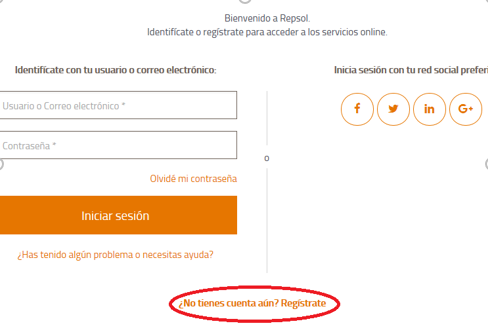 Bienvenido a Repsol.
Identifícate o regístrate para acceder a los servicios online.
Identifícate con tu usuario o correo electrónico:
Usuario o Correo electrónico *
Contraseña *
Olvidé mi contraseña
Iniciar sesión
¿Has tenido algún problema o necesitas ayuda?
o
Inicia sesión con tu red social preferi
f
in
G+
¿No tienes cuenta aún? Regístrate